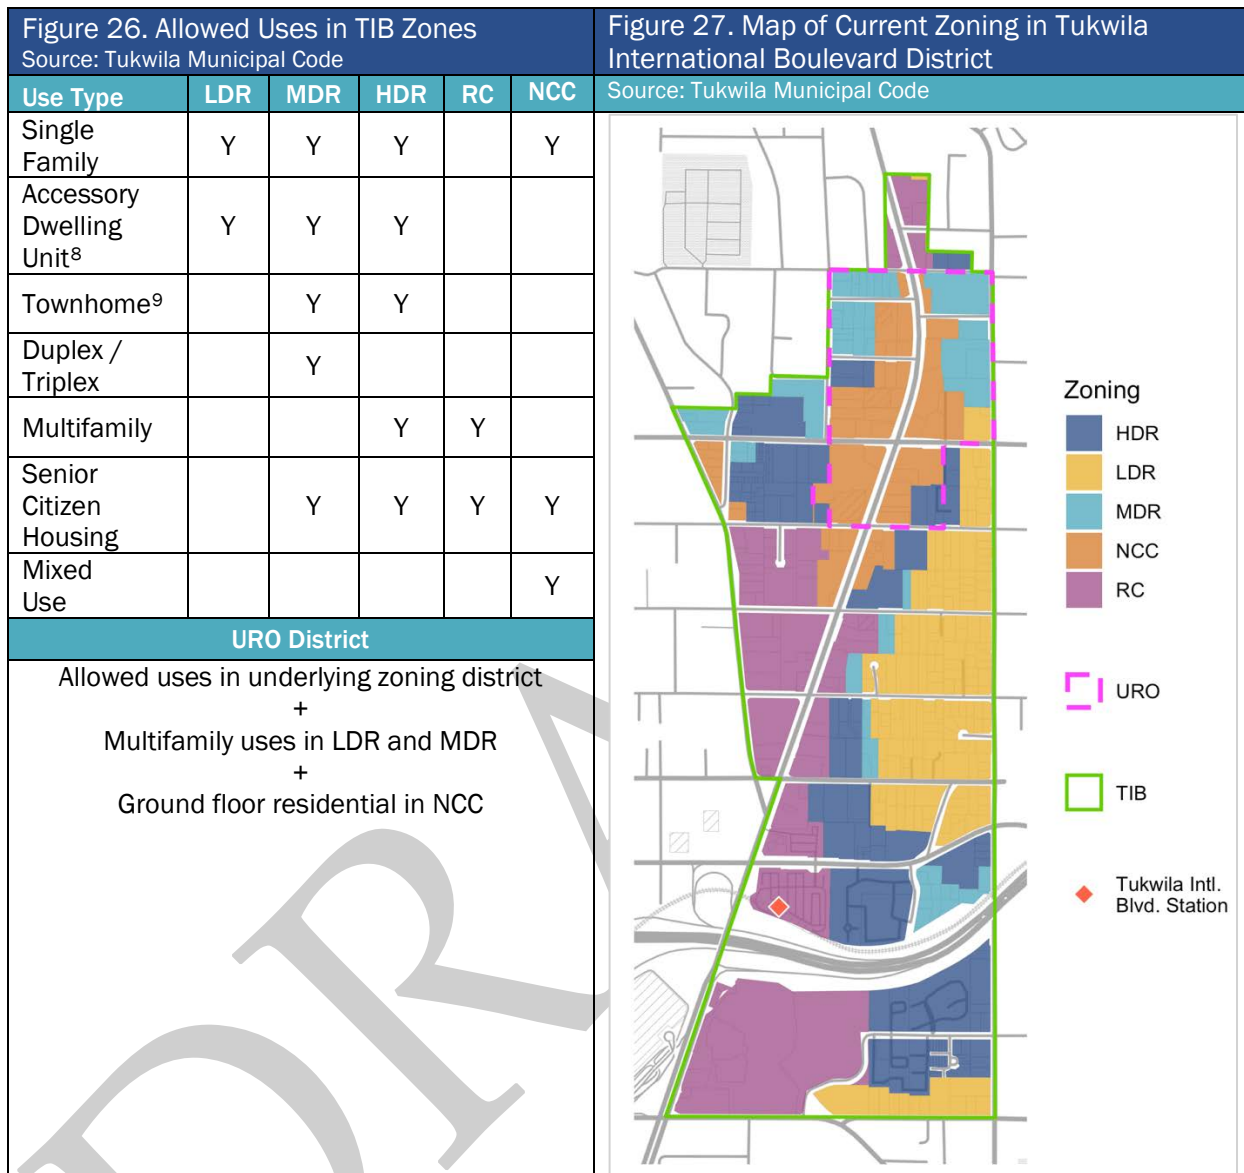 Figure 26. Allowed Uses in TIB Zones
Source: Tukwila Municipal Code
Use Type LDR MDR HDR RC NCC
Single
Family Y Y Y Y
Accessory
Dwelling
Unit⁸ Y Y Y
Townhome⁹ Y Y
Duplex /
Triplex Y
Multifamily Y Y
Senior
Citizen
Housing Y Y Y Y
Mixed
Use Y
URO District
Allowed uses in underlying zoning district
+
Multifamily uses in LDR and MDR
+
Ground floor residential in NCC
Figure 27. Map of Current Zoning in Tukwila
International Boulevard District
Source: Tukwila Municipal Code
Zoning
HDR
LDR
MDR
NCC
RC
URO
TIB
Tukwila Intl.
Blvd. Station
DRA